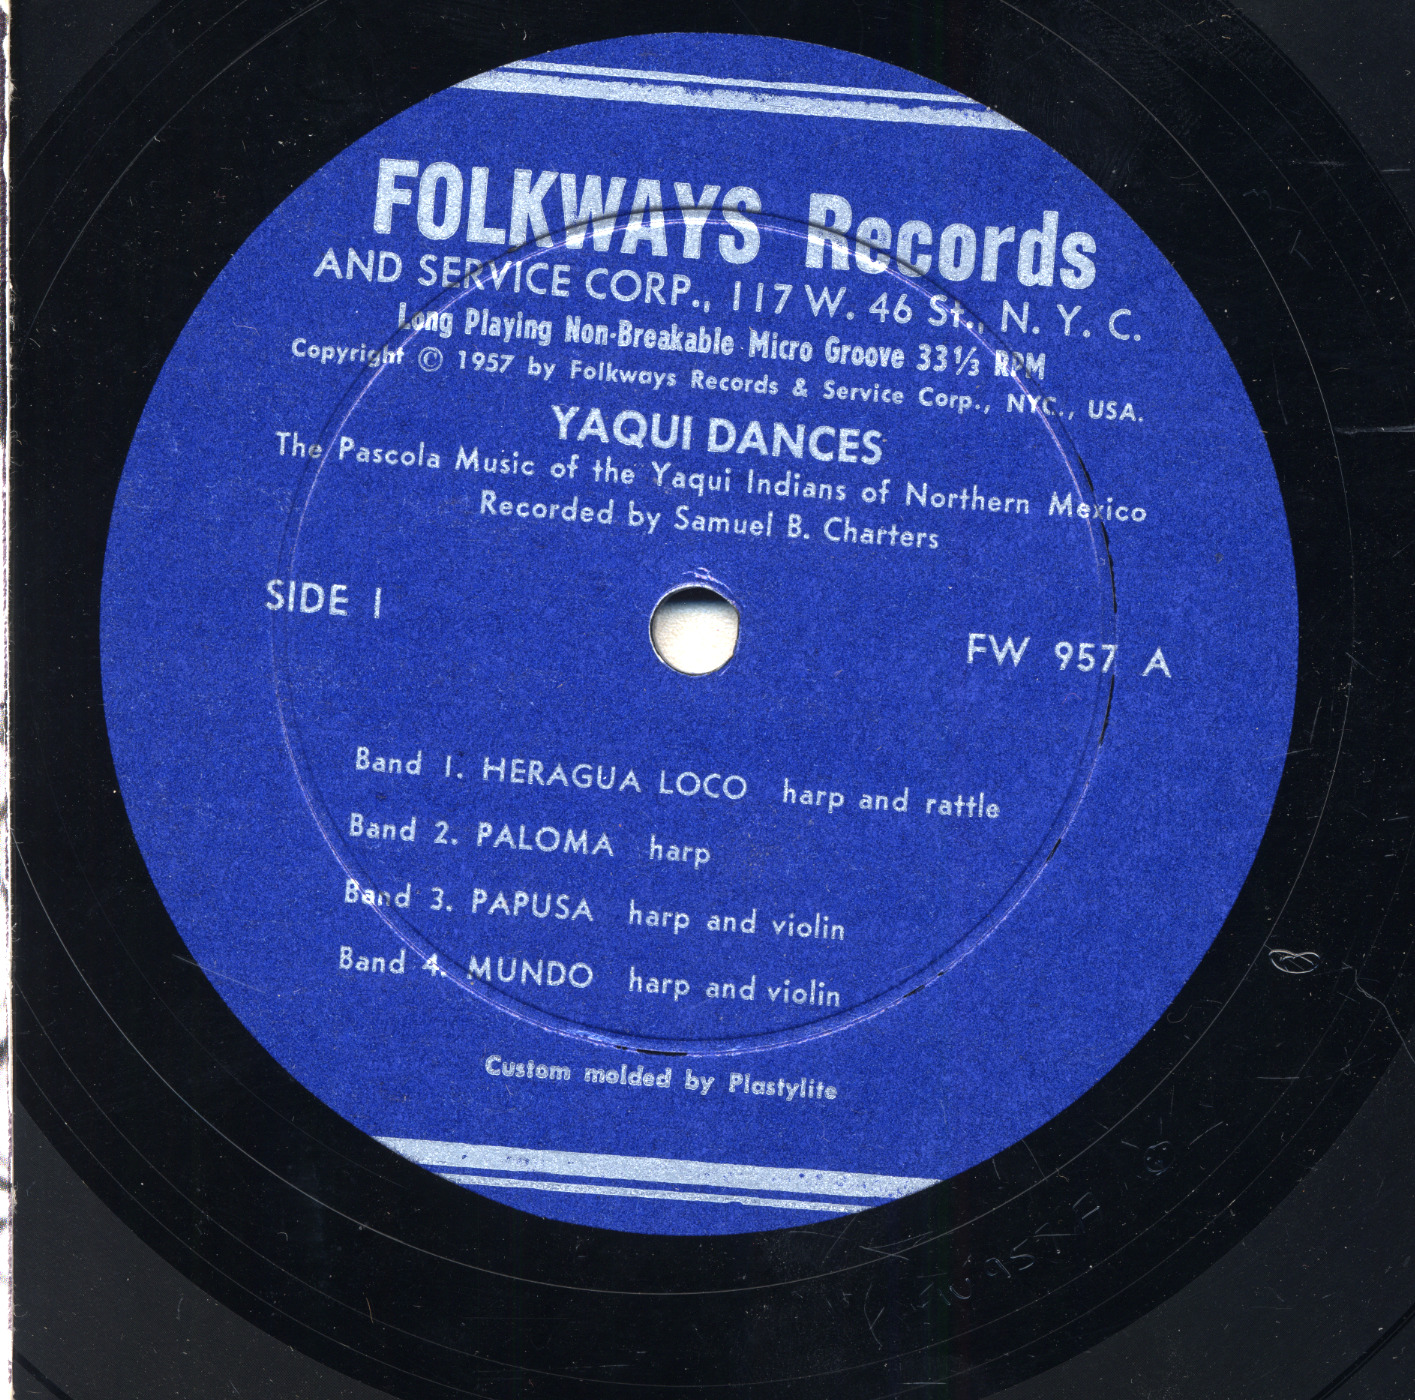 FOLKWAYS Records
AND SERVICE CORP., 117 W. 46 St., N. Y. C.
Long Playing Non-Breakable Micro Groove 33⅓ RPM
Copyright © 1957 by Folkways Records & Service Corp., NYC., USA.
YAQUI DANCES
The Pascola Music of the Yaqui Indians of Northern Mexico
Recorded by Samuel B. Charters
SIDE 1
FW 957 A
Band 1. HERAGUA LOCO harp and rattle
Band 2. PALOMA harp
Band 3. PAPUSA harp and violin
Band 4. MUNDO harp and violin
Custom molded by Plastylite